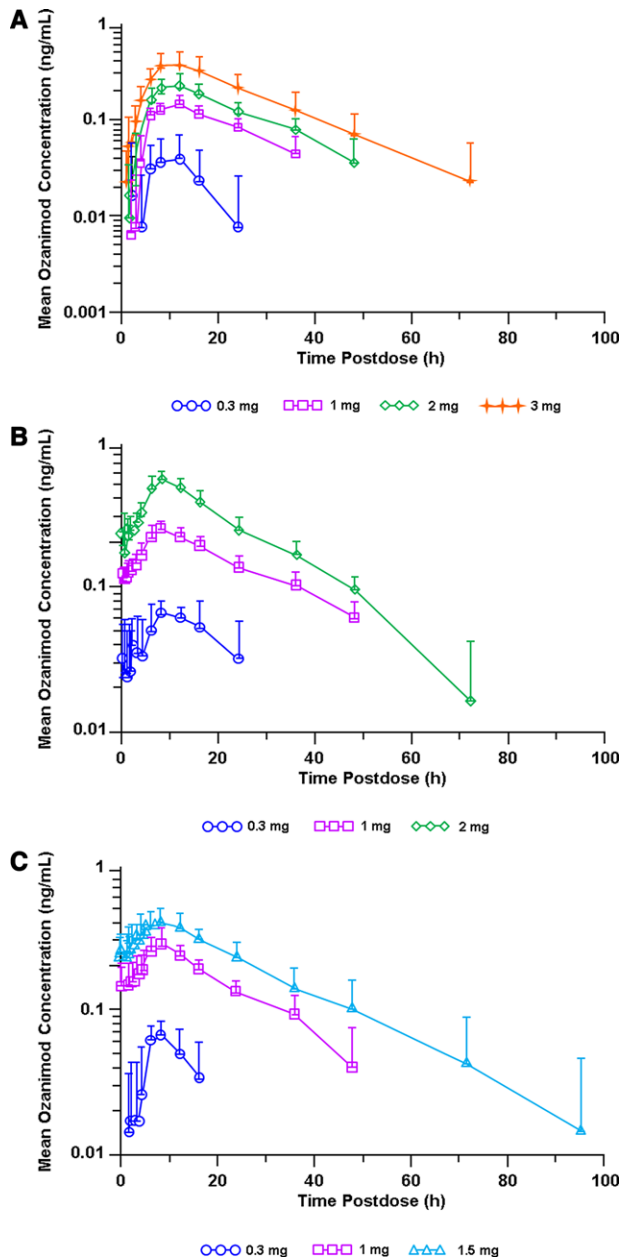 A
Mean Ozanimod Concentration (ng/mL)
1
0.1
0.01
0.001
0 20 40 60 80 100
Time Postdose (h)
0.3 mg 1 mg 2 mg 3 mg
B
Mean Ozanimod Concentration (ng/mL)
1
0.1
0.01
0 20 40 60 80 100
Time Postdose (h)
0.3 mg 1 mg 2 mg
C
Mean Ozanimod Concentration (ng/mL)
1
0.1
0.01
0 20 40 60 80 100
Time Postdose (h)
0.3 mg 1 mg 1.5 mg